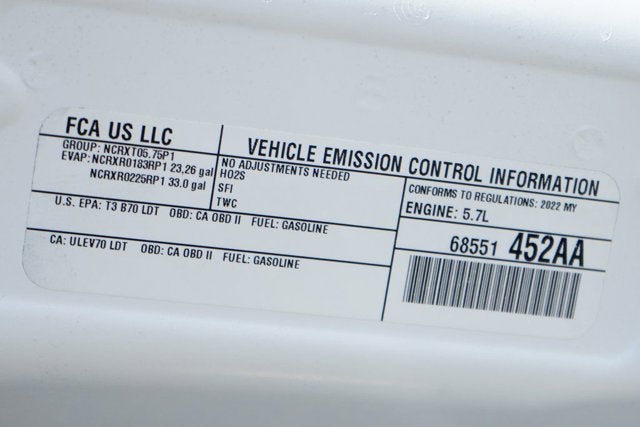 FCA US LLC
GROUP: NCRXT05.75P1
EVAP: NCRXR0183RP1 23,26 gal
NCRXR0225RP1 33.0 gal
VEHICLE EMISSION CONTROL INFORMATION
NO ADJUSTMENTS NEEDED
HO2S
SFI
TWC
CONFORMS TO REGULATIONS: 2022 MY
ENGINE: 5.7L
U.S. EPA: T3 B70 LDT OBD: CA OBD II FUEL: GASOLINE
CA: ULEV70 LDT OBD: CA OBD II FUEL: GASOLINE
68551 452AA